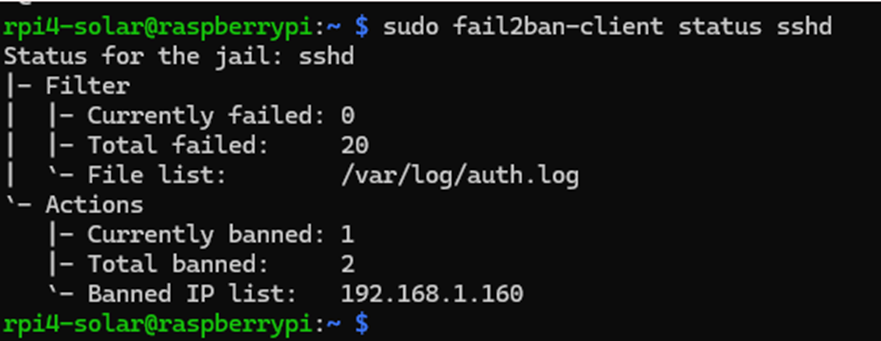 rpi4-solar@raspberrypi:~ $ sudo fail2ban-client status sshd
Status for the jail: sshd
|- Filter
|  |- Currently failed: 0
|  |- Total failed:     20
|  `- File list:        /var/log/auth.log
`- Actions
   |- Currently banned: 1
   |- Total banned:     2
   `- Banned IP list:   192.168.1.160
rpi4-solar@raspberrypi:~ $